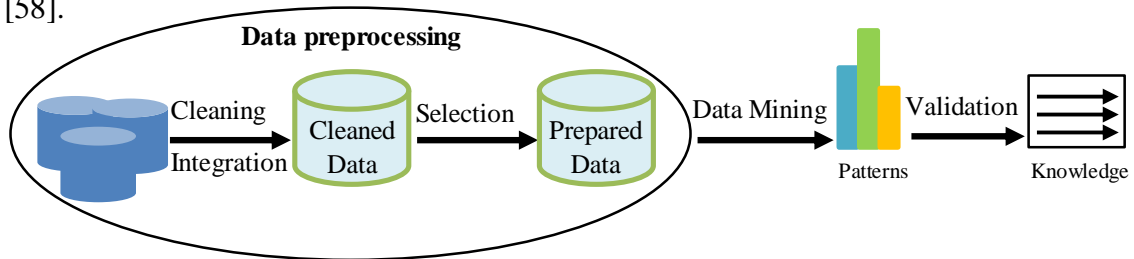 [58].
Data preprocessing
Cleaning
Integration
Cleaned
Data
Selection
Prepared
Data
Data Mining
Patterns
Validation
Knowledge